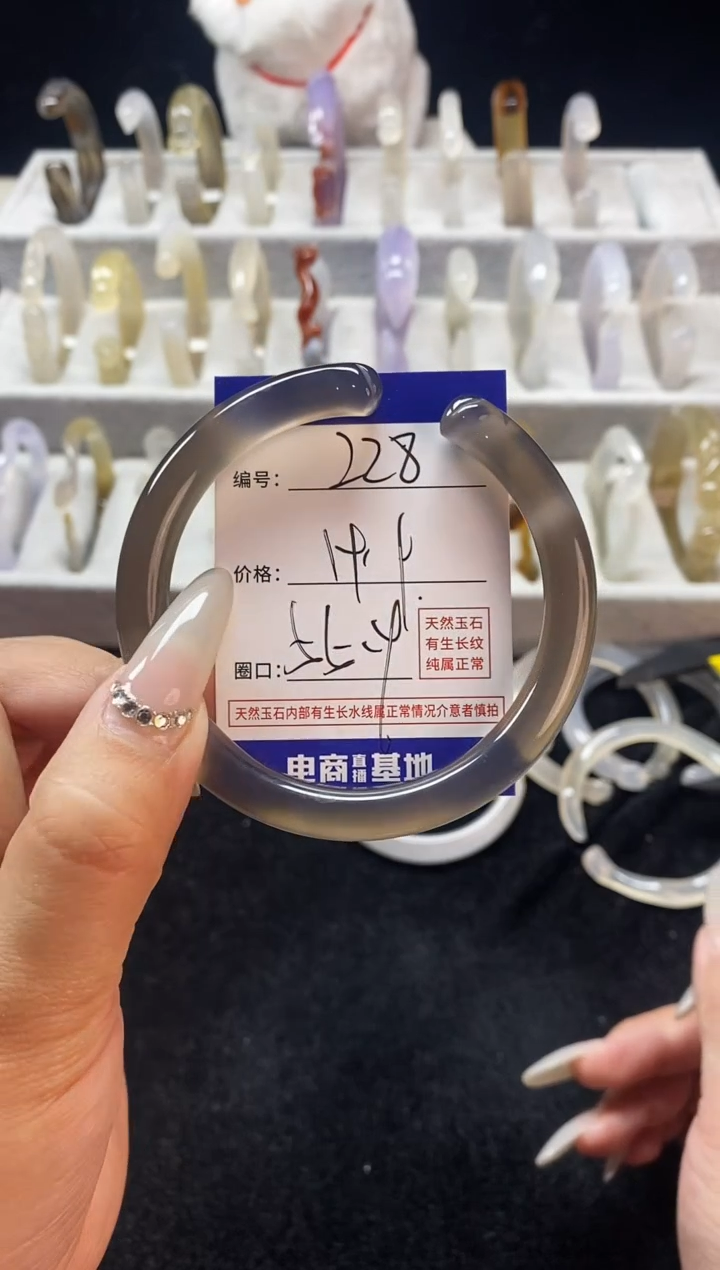 编号: 228
价格:
圈口:
天然玉石
有生长纹
纯属正常
天然玉石内部有生长水线属正常情况介意者慎拍
电商直播基地